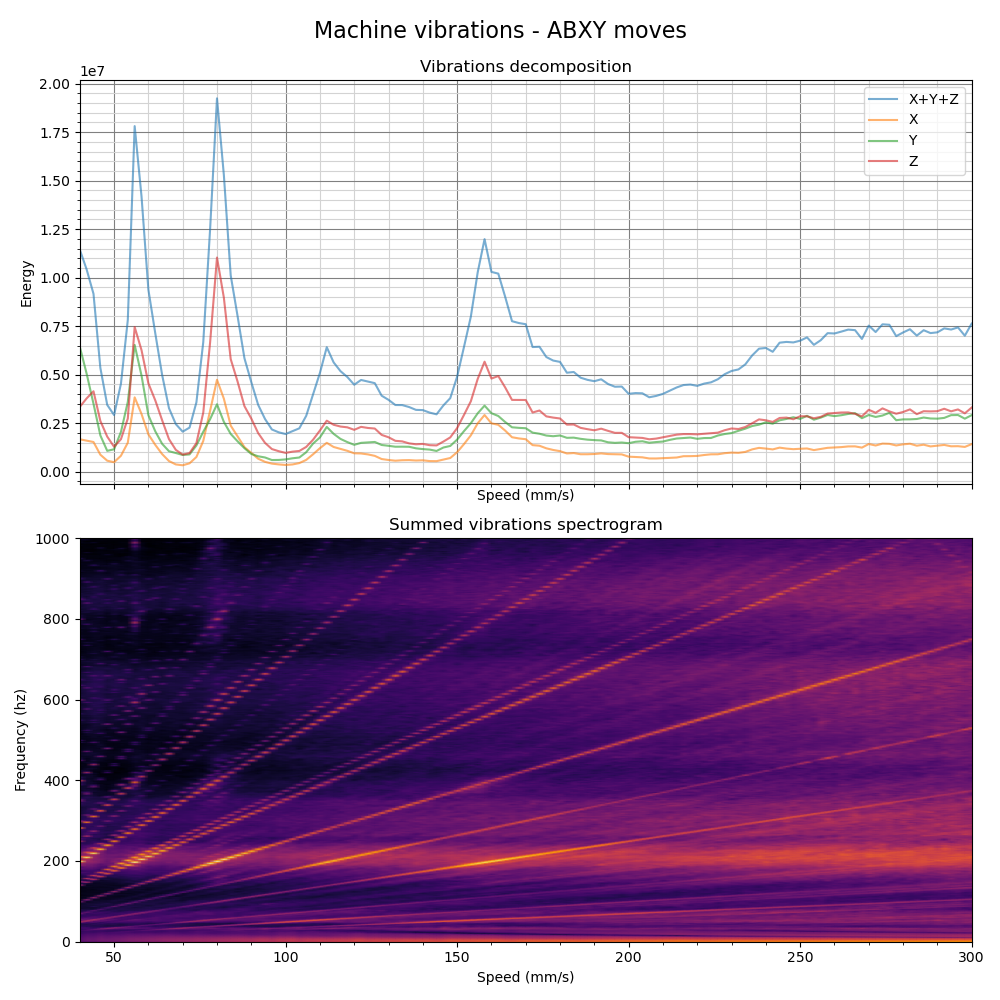 Machine vibrations - ABXY moves
Vibrations decomposition
1e7
2.00
1.75
1.50
1.25
1.00
0.75
0.50
0.25
0.00
Energy
X+Y+Z
X
Y
Z
Speed (mm/s)
Summed vibrations spectrogram
1000
800
600
400
200
0
Frequency (hz)
50 100 150 200 250 300
Speed (mm/s)